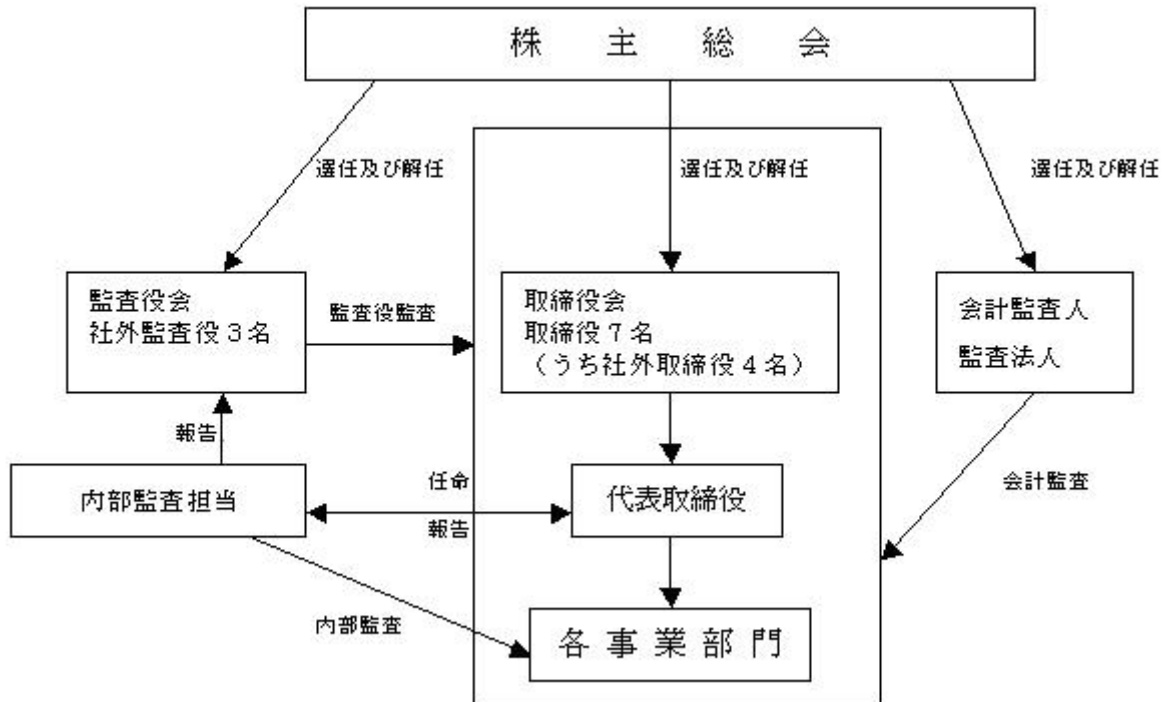 株主総会
選任及び解任
選任及び解任
選任及び解任
監査役会
社外監査役３名
監査役監査
取締役会
取締役７名
（うち社外取締役４名）
会計監査人
監査法人
報告
内部監査担当
任命
報告
代表取締役
会計監査
内部監査
各事業部門